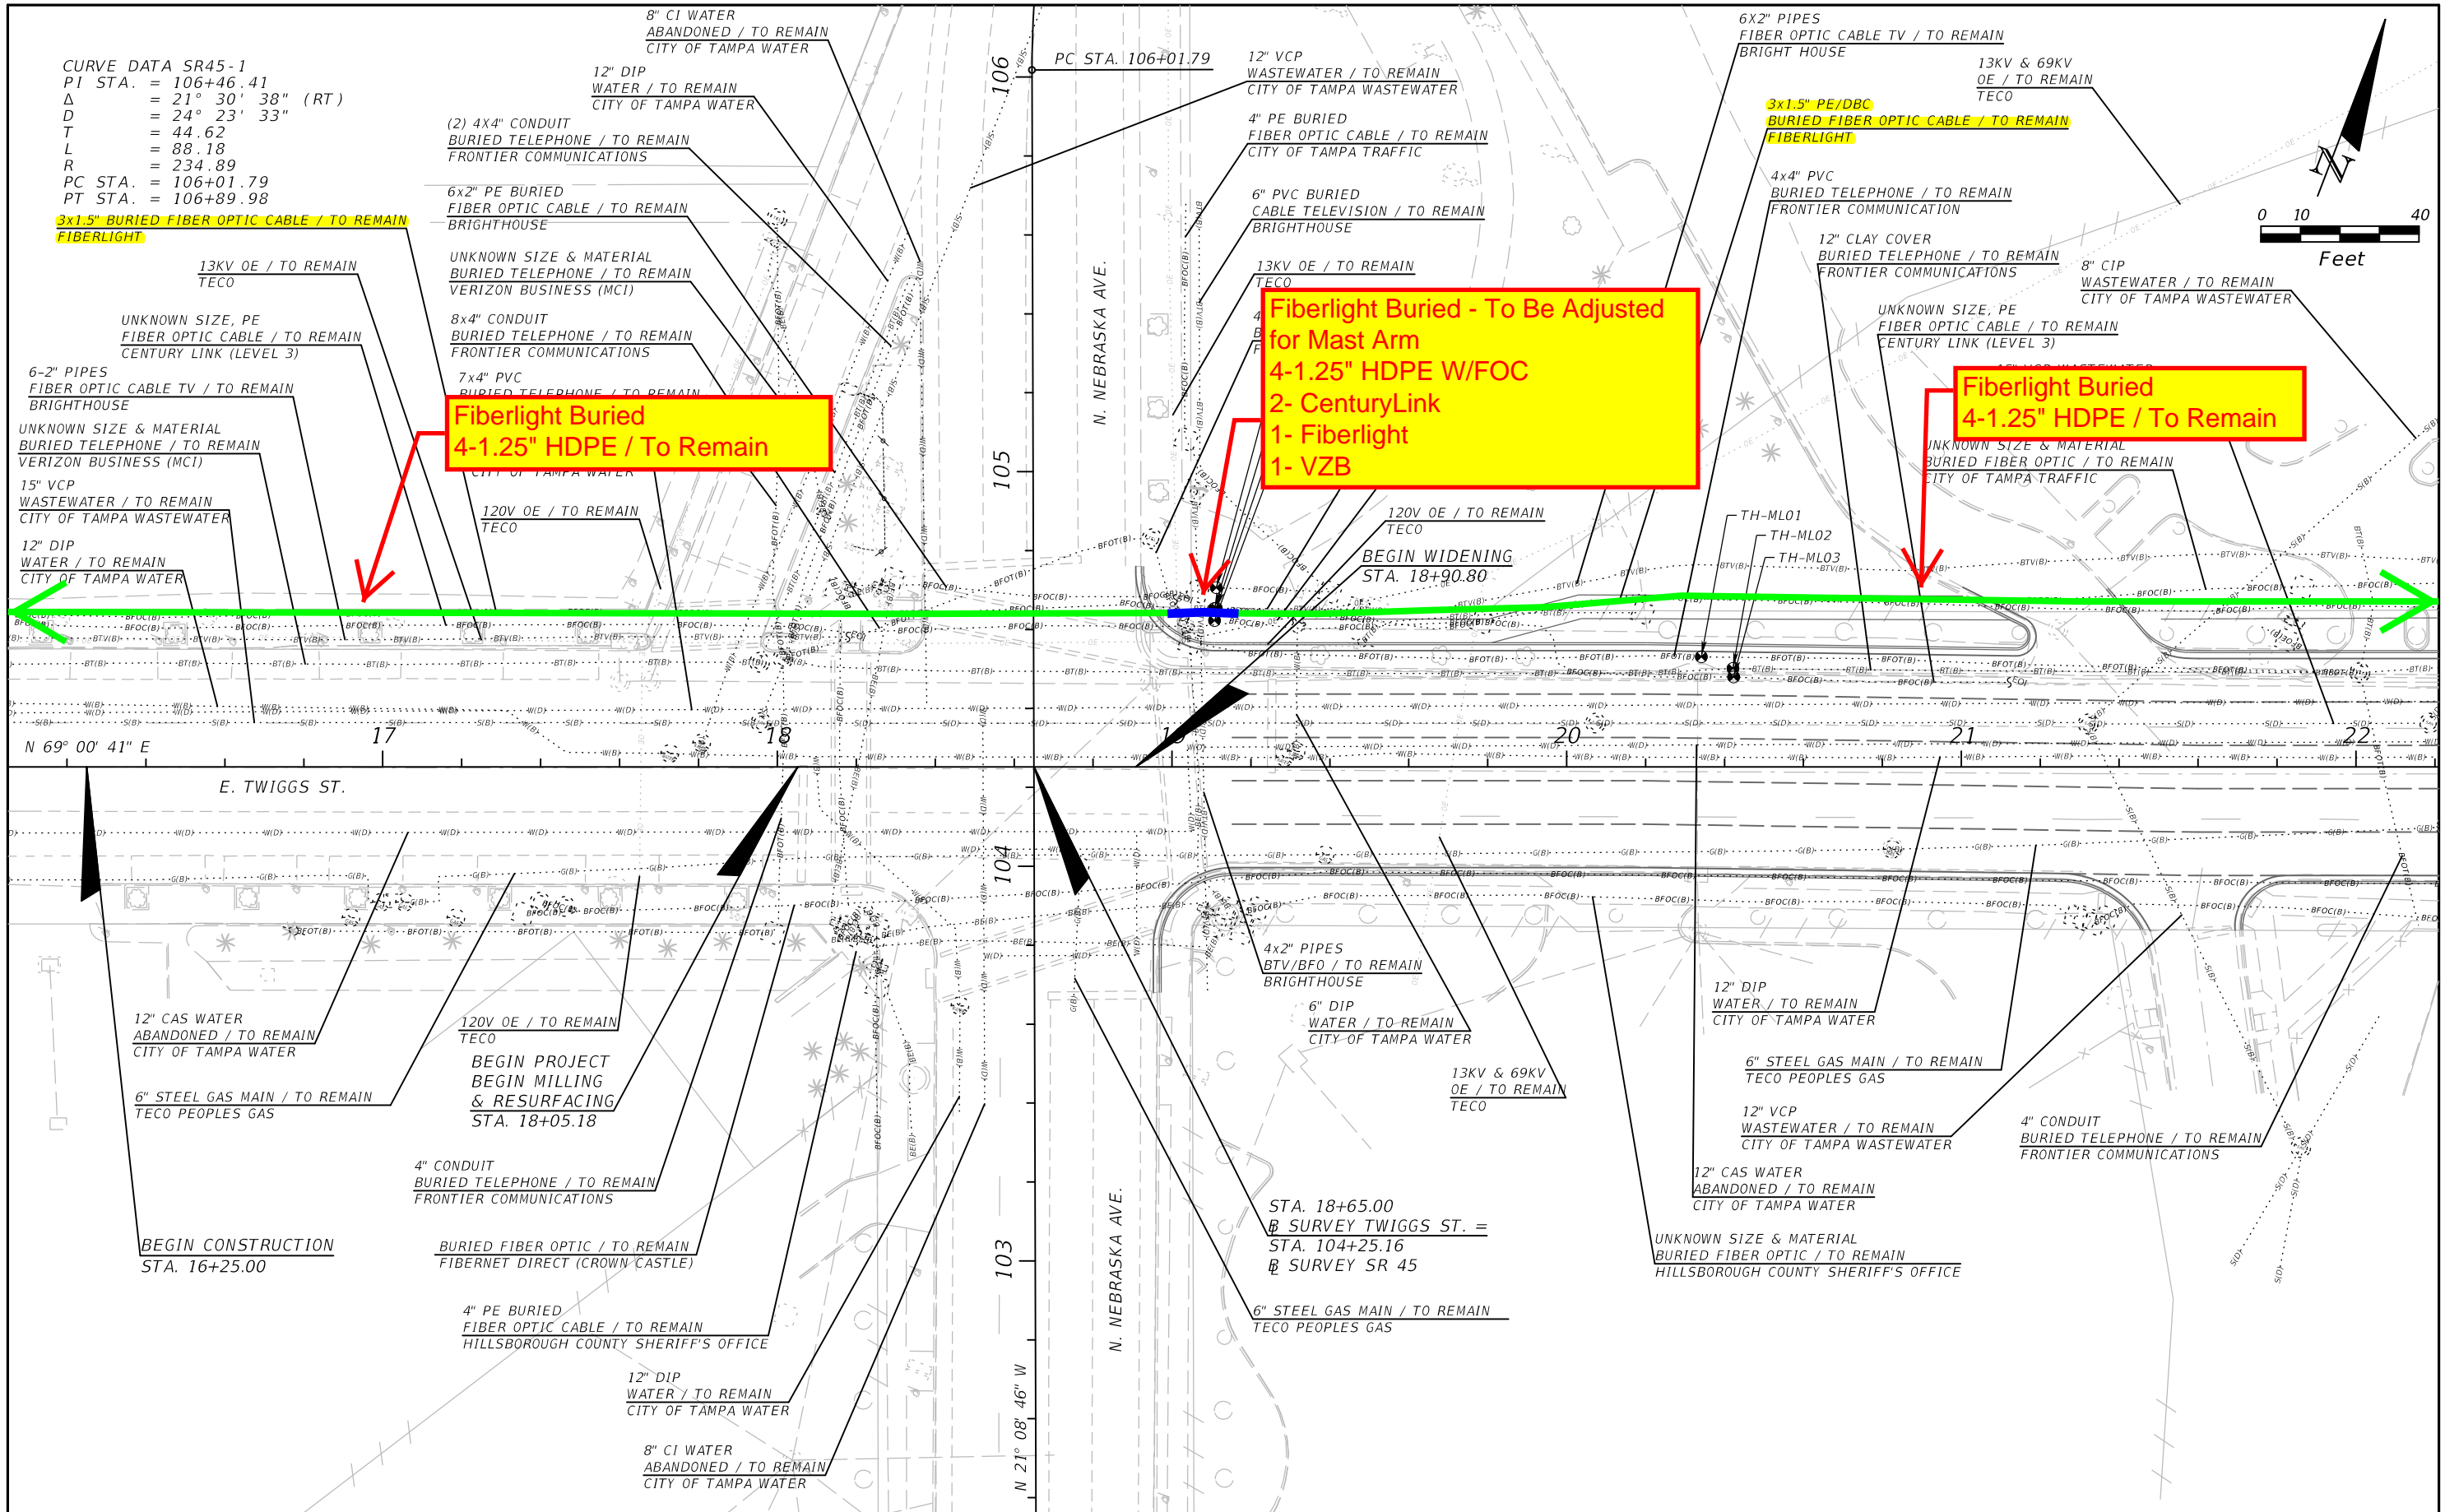 CURVE DATA SR45-1
PI STA. = 106+46.41
Δ = 21° 30' 38" (RT)
D = 24° 23' 33"
T = 44.62
L = 88.18
R = 234.89
PC STA. = 106+01.79
PT STA. = 106+89.98
3x1.5" BURIED FIBER OPTIC CABLE / TO REMAIN
FIBERLIGHT
13KV OE / TO REMAIN
TECO
UNKNOWN SIZE, PE
FIBER OPTIC CABLE / TO REMAIN
CENTURY LINK (LEVEL 3)
6-2" PIPES
FIBER OPTIC CABLE TV / TO REMAIN
BRIGHTHOUSE
UNKNOWN SIZE & MATERIAL
BURIED TELEPHONE / TO REMAIN
VERIZON BUSINESS (MCI)
15" VCP
WASTEWATER / TO REMAIN
CITY OF TAMPA WASTEWATER
12" DIP
WATER / TO REMAIN
CITY OF TAMPA WATER
8" CI WATER
ABANDONED / TO REMAIN
CITY OF TAMPA WATER
12" DIP
WATER / TO REMAIN
CITY OF TAMPA WATER
(2) 4X4" CONDUIT
BURIED TELEPHONE / TO REMAIN
FRONTIER COMMUNICATIONS
6x2" PE BURIED
FIBER OPTIC CABLE / TO REMAIN
BRIGHTHOUSE
UNKNOWN SIZE & MATERIAL
BURIED TELEPHONE / TO REMAIN
VERIZON BUSINESS (MCI)
8x4" CONDUIT
BURIED TELEPHONE / TO REMAIN
FRONTIER COMMUNICATIONS
7x4" PVC
BURIED TELEPHONE / TO REMAIN
Fiberlight Buried
4-1.25" HDPE / To Remain
CITY OF TAMPA WATER
120V OE / TO REMAIN
TECO
106
PC STA. 106+01.79
105
N. NEBRASKA AVE.
12" VCP
WASTEWATER / TO REMAIN
CITY OF TAMPA WASTEWATER
4" PE BURIED
FIBER OPTIC CABLE / TO REMAIN
CITY OF TAMPA TRAFFIC
6" PVC BURIED
CABLE TELEVISION / TO REMAIN
BRIGHTHOUSE
13KV OE / TO REMAIN
TECO
Fiberlight Buried - To Be Adjusted
for Mast Arm
4-1.25" HDPE W/FOC
2- CenturyLink
1- Fiberlight
1- VZB
120V OE / TO REMAIN
TECO
BEGIN WIDENING
STA. 18+90.80
6X2" PIPES
FIBER OPTIC CABLE TV / TO REMAIN
BRIGHT HOUSE
3x1.5" PE/DBC
BURIED FIBER OPTIC CABLE / TO REMAIN
FIBERLIGHT
4x4" PVC
BURIED TELEPHONE / TO REMAIN
FRONTIER COMMUNICATION
13KV & 69KV
OE / TO REMAIN
TECO
12" CLAY COVER
BURIED TELEPHONE / TO REMAIN
FRONTIER COMMUNICATIONS
UNKNOWN SIZE, PE
FIBER OPTIC CABLE / TO REMAIN
CENTURY LINK (LEVEL 3)
8" CIP
WASTEWATER / TO REMAIN
CITY OF TAMPA WASTEWATER
N
0 10 40
Feet
Fiberlight Buried
4-1.25" HDPE / To Remain
UNKNOWN SIZE & MATERIAL
BURIED FIBER OPTIC / TO REMAIN
CITY OF TAMPA TRAFFIC
TH-ML01
TH-ML02
TH-ML03
N 69° 00' 41" E
17
18
19
20
21
22
E. TWIGGS ST.
104
12" CAS WATER
ABANDONED / TO REMAIN
CITY OF TAMPA WATER
6" STEEL GAS MAIN / TO REMAIN
TECO PEOPLES GAS
BEGIN CONSTRUCTION
STA. 16+25.00
120V OE / TO REMAIN
TECO
BEGIN PROJECT
BEGIN MILLING
& RESURFACING
STA. 18+05.18
4" CONDUIT
BURIED TELEPHONE / TO REMAIN
FRONTIER COMMUNICATIONS
BURIED FIBER OPTIC / TO REMAIN
FIBERNET DIRECT (CROWN CASTLE)
4" PE BURIED
FIBER OPTIC CABLE / TO REMAIN
HILLSBOROUGH COUNTY SHERIFF'S OFFICE
12" DIP
WATER / TO REMAIN
CITY OF TAMPA WATER
8" CI WATER
ABANDONED / TO REMAIN
CITY OF TAMPA WATER
103
N. NEBRASKA AVE.
N 21° 08' 46" W
4x2" PIPES
BTV/BFO / TO REMAIN
BRIGHTHOUSE
6" DIP
WATER / TO REMAIN
CITY OF TAMPA WATER
13KV & 69KV
OE / TO REMAIN
TECO
STA. 18+65.00
℄ SURVEY TWIGGS ST. =
STA. 104+25.16
℄ SURVEY SR 45
6" STEEL GAS MAIN / TO REMAIN
TECO PEOPLES GAS
12" DIP
WATER / TO REMAIN
CITY OF TAMPA WATER
6" STEEL GAS MAIN / TO REMAIN
TECO PEOPLES GAS
12" VCP
WASTEWATER / TO REMAIN
CITY OF TAMPA WASTEWATER
12" CAS WATER
ABANDONED / TO REMAIN
CITY OF TAMPA WATER
UNKNOWN SIZE & MATERIAL
BURIED FIBER OPTIC / TO REMAIN
HILLSBOROUGH COUNTY SHERIFF'S OFFICE
4" CONDUIT
BURIED TELEPHONE / TO REMAIN
FRONTIER COMMUNICATIONS